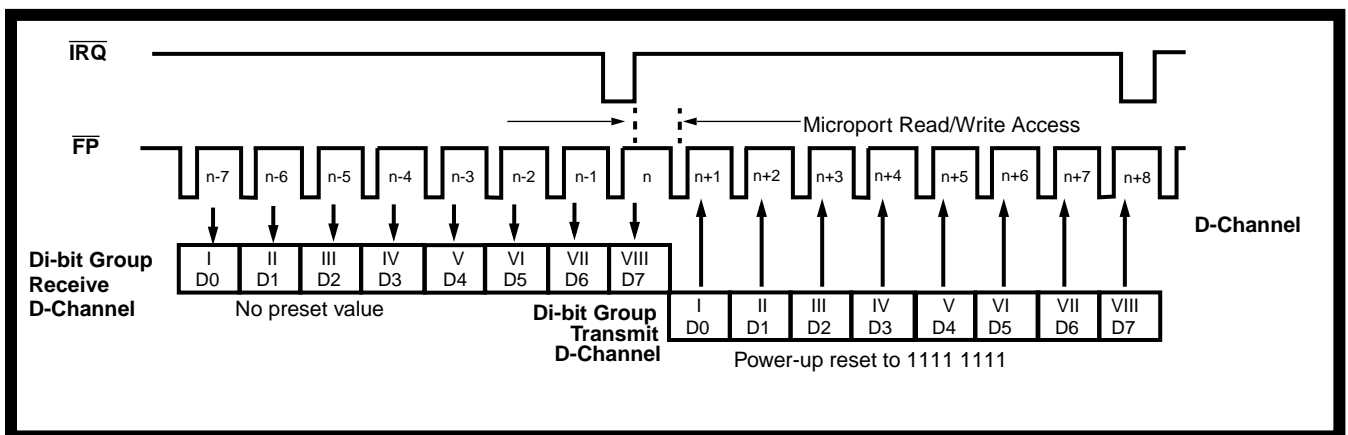 IRQ
Microport Read/Write Access
FP
n-7 n-6 n-5 n-4 n-3 n-2 n-1 n n+1 n+2 n+3 n+4 n+5 n+6 n+7 n+8
D-Channel
Di-bit Group
Receive
D-Channel
I II III IV V VI VII VIII
D0 D1 D2 D3 D4 D5 D6 D7
No preset value
Di-bit Group
Transmit
D-Channel
I II III IV V VI VII VIII
D0 D1 D2 D3 D4 D5 D6 D7
Power-up reset to 1111 1111